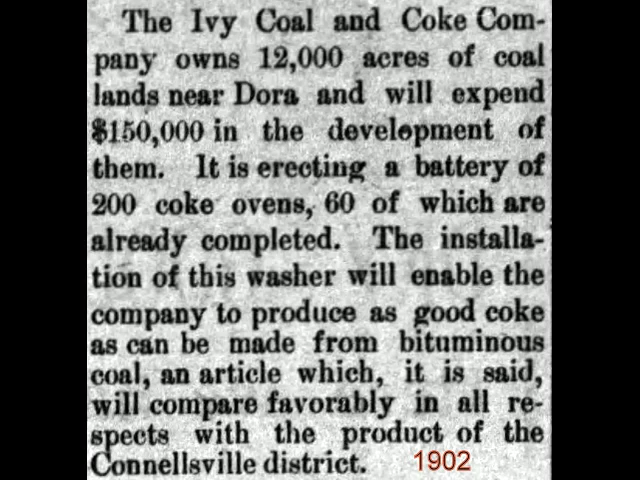 The Ivy Coal and Coke Com-
pany owns 12,000 acres of coal
lands near Dora and will expend
$150,000 in the development of
them. It is erecting a battery of
200 coke ovens, 60 of which are
already completed. The installa-
tion of this washer will enable the
company to produce as good coke
as can be made from bituminous
coal, an article which, it is said,
will compare favorably in all re-
spects with the product of the
Connellsville district. 1902